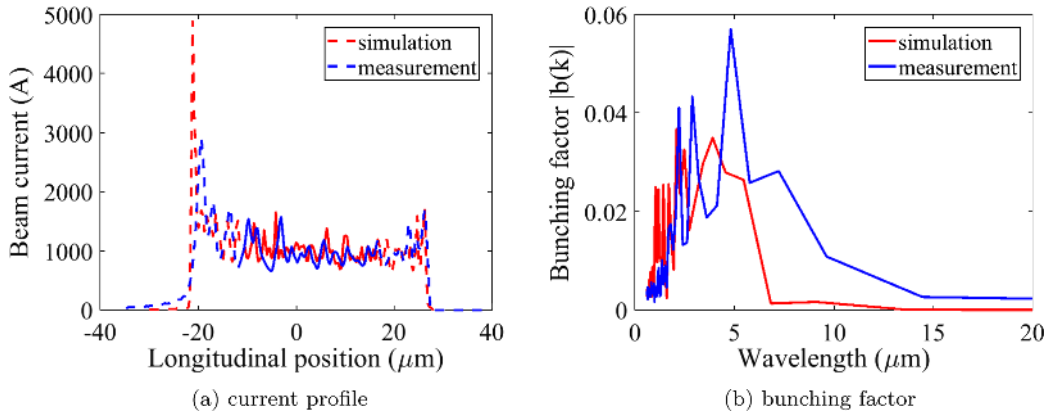 5000
4000
3000
2000
1000
0
Beam current (A)
simulation
measurement
-40 -20 0 20 40
Longitudinal position (μm)
(a) current profile
0.06
0.04
0.02
0
Bunching factor |b(k)|
simulation
measurement
0 5 10 15 20
Wavelength (μm)
(b) bunching factor